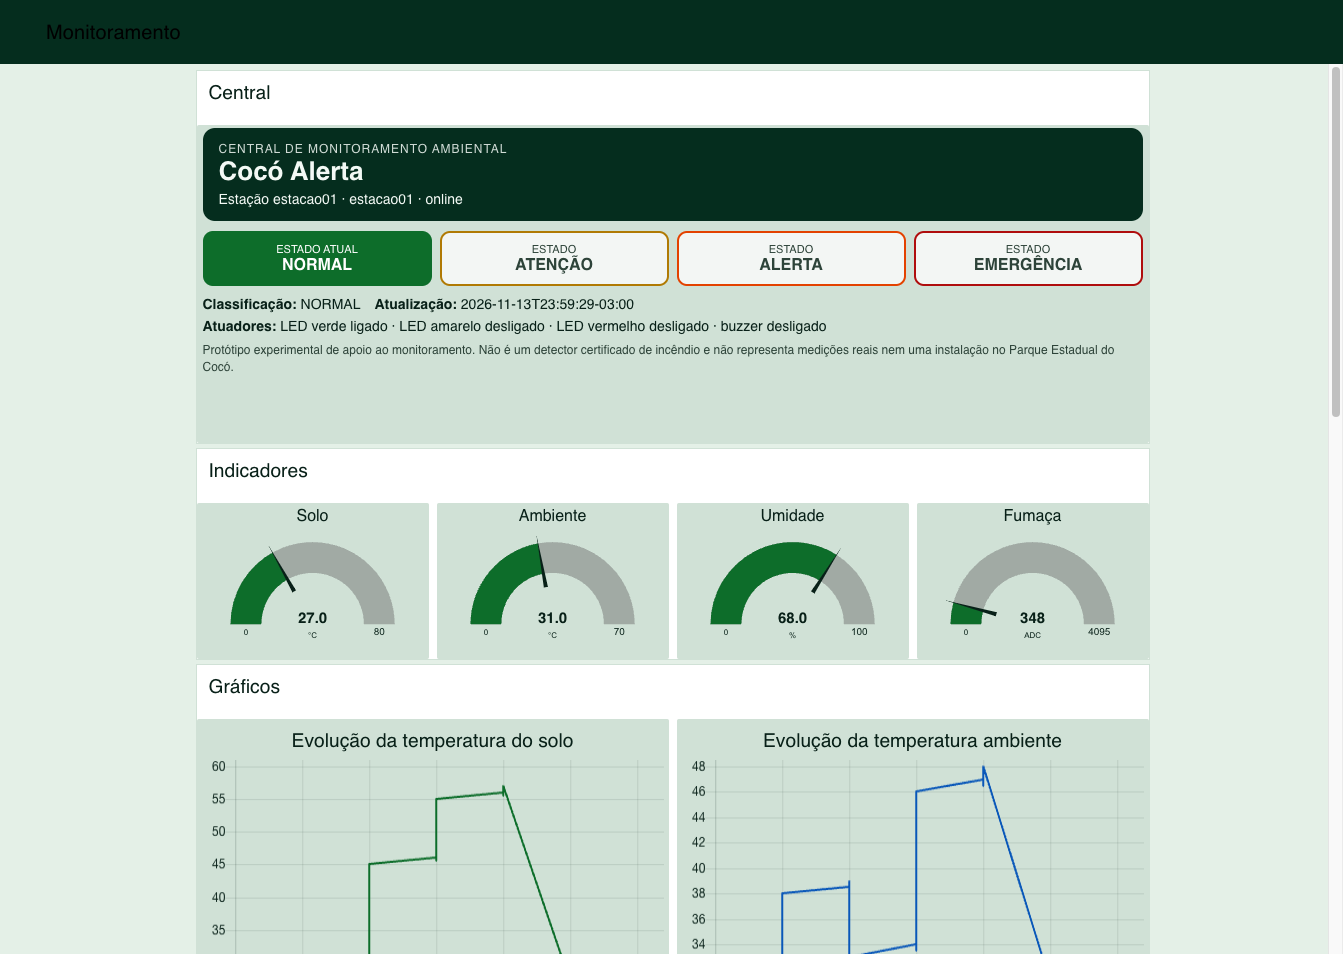 Monitoramento
Central
CENTRAL DE MONITORAMENTO AMBIENTAL
Cocó Alerta
Estação estacao01 · estacao01 · online
ESTADO ATUAL
NORMAL
ESTADO
ATENÇÃO
ESTADO
ALERTA
ESTADO
EMERGÊNCIA
Classificação: NORMAL Atualização: 2026-11-13T23:59:29-03:00
Atuadores: LED verde ligado · LED amarelo desligado · LED vermelho desligado · buzzer desligado
Protótipo experimental de apoio ao monitoramento. Não é um detector certificado de incêndio e não representa medições reais nem uma instalação no Parque Estadual do
Cocó.
Indicadores
Solo
27.0
°C
0
80
Ambiente
31.0
°C
0
70
Umidade
68.0
%
0
100
Fumaça
348
ADC
0
4095
Gráficos
Evolução da temperatura do solo
60
55
50
45
40
35
Evolução da temperatura ambiente
48
46
44
42
40
38
36
34